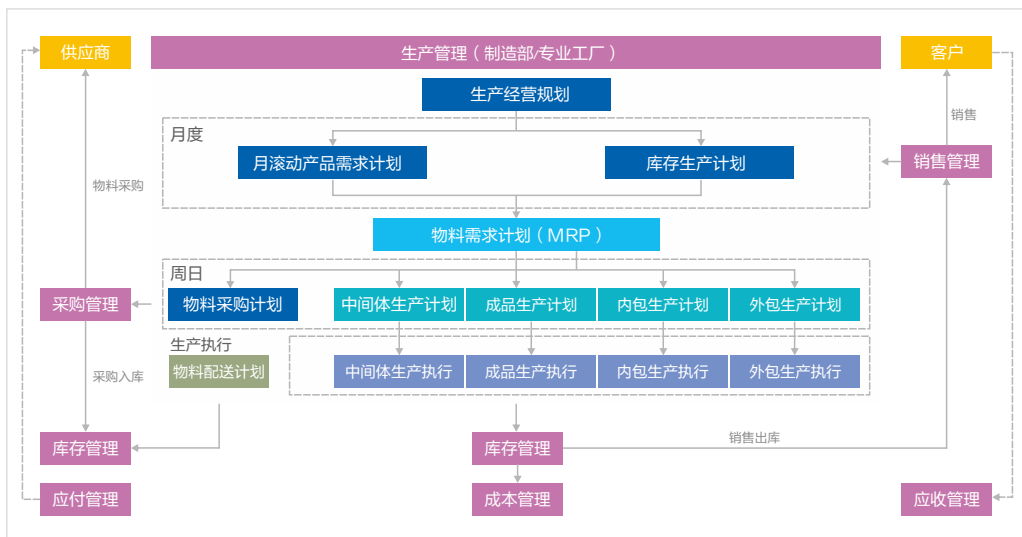 供应商
生产管理（制造部/专业工厂）
客户
生产经营规划
销售
月度
月滚动产品需求计划
库存生产计划
销售管理
物料采购
物料需求计划（MRP）
周日
采购管理
物料采购计划
中间体生产计划
成品生产计划
内包生产计划
外包生产计划
生产执行
物料配送计划
中间体生产执行
成品生产执行
内包生产执行
外包生产执行
采购入库
库存管理
库存管理
销售出库
应付管理
成本管理
应收管理